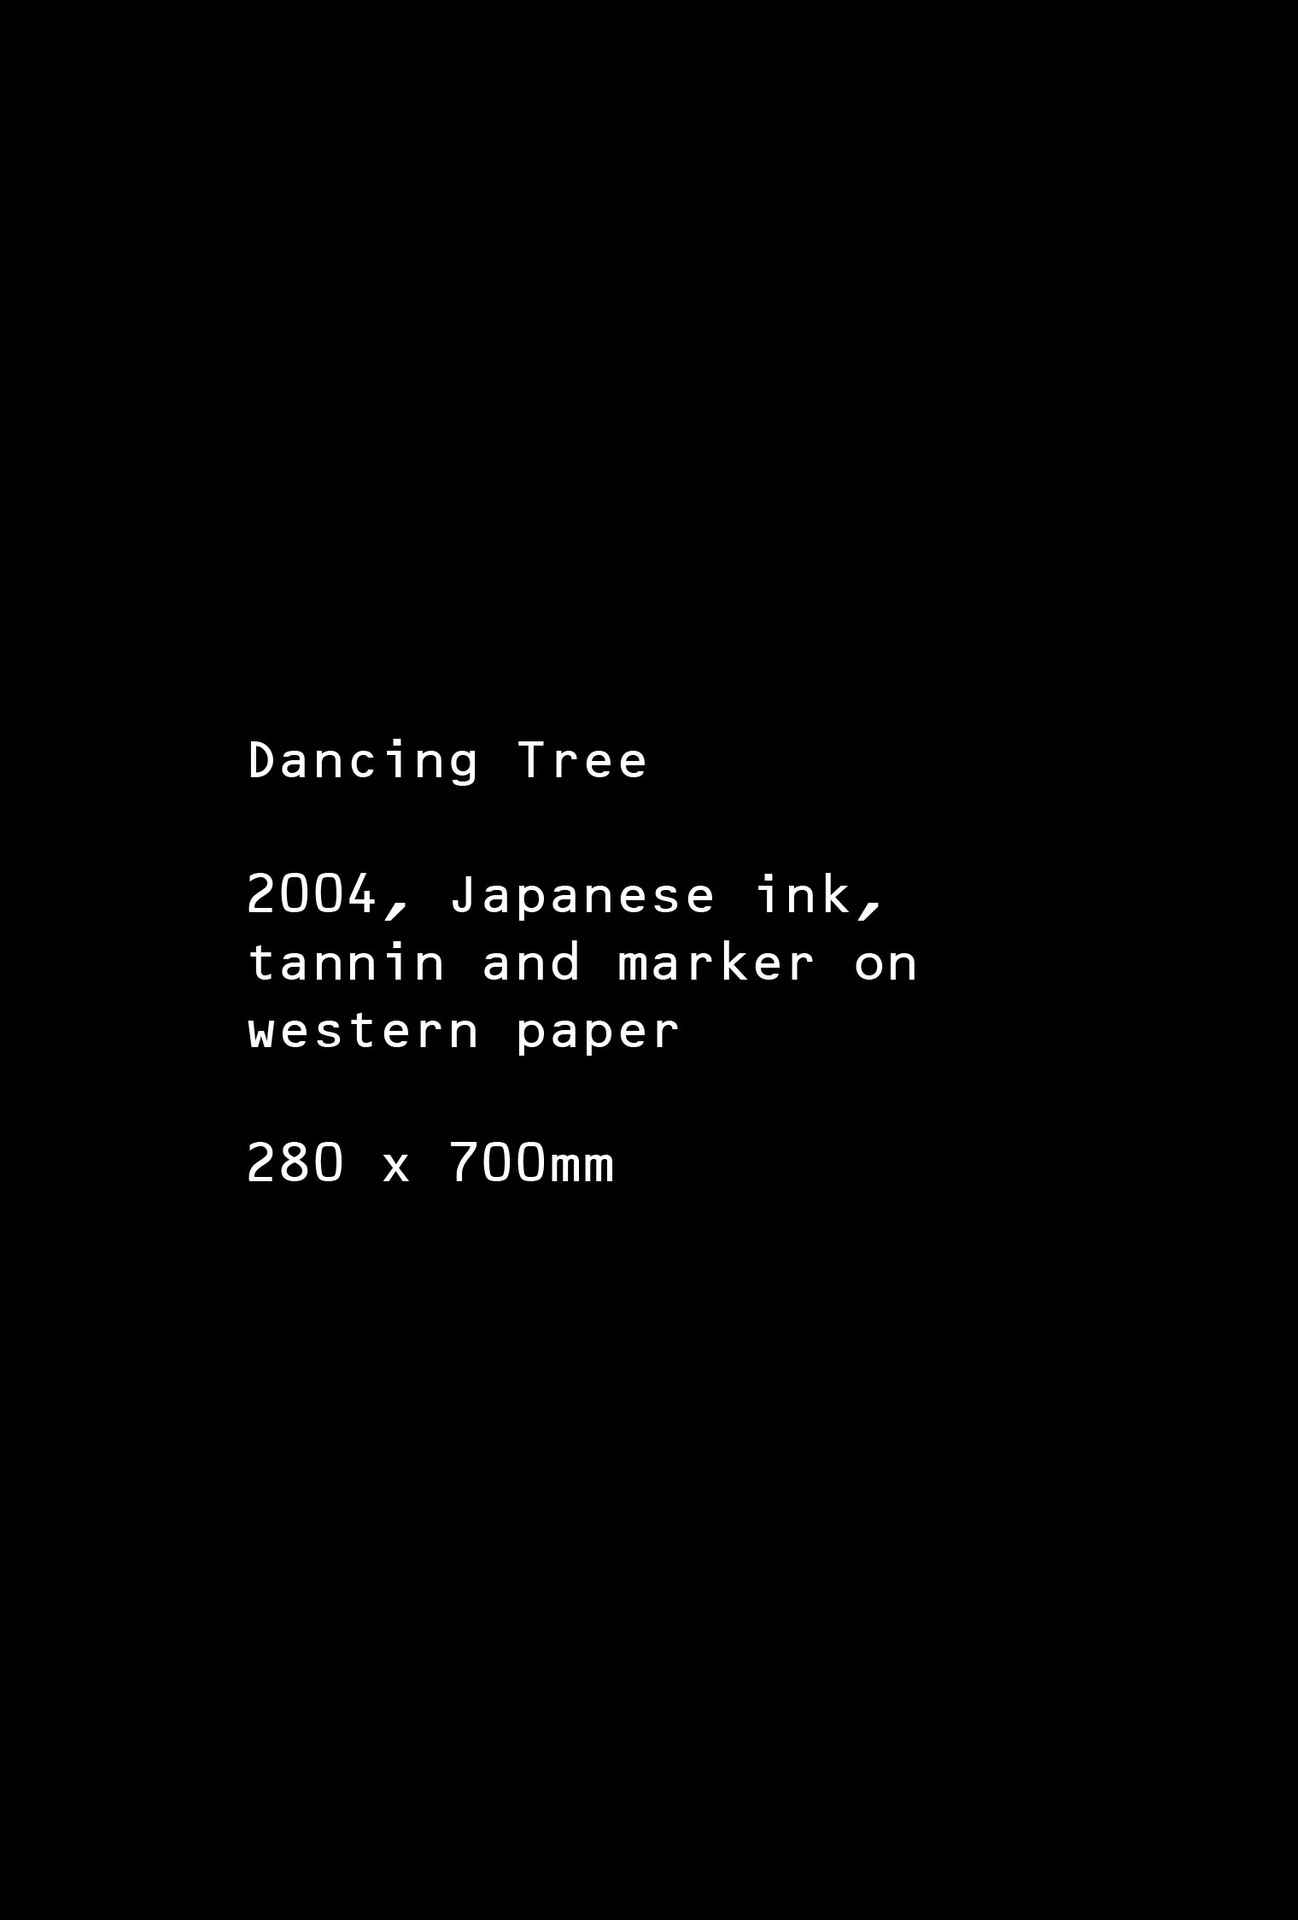 Dancing Tree
2004, Japanese ink,
tannin and marker on
western paper
280 x 700mm